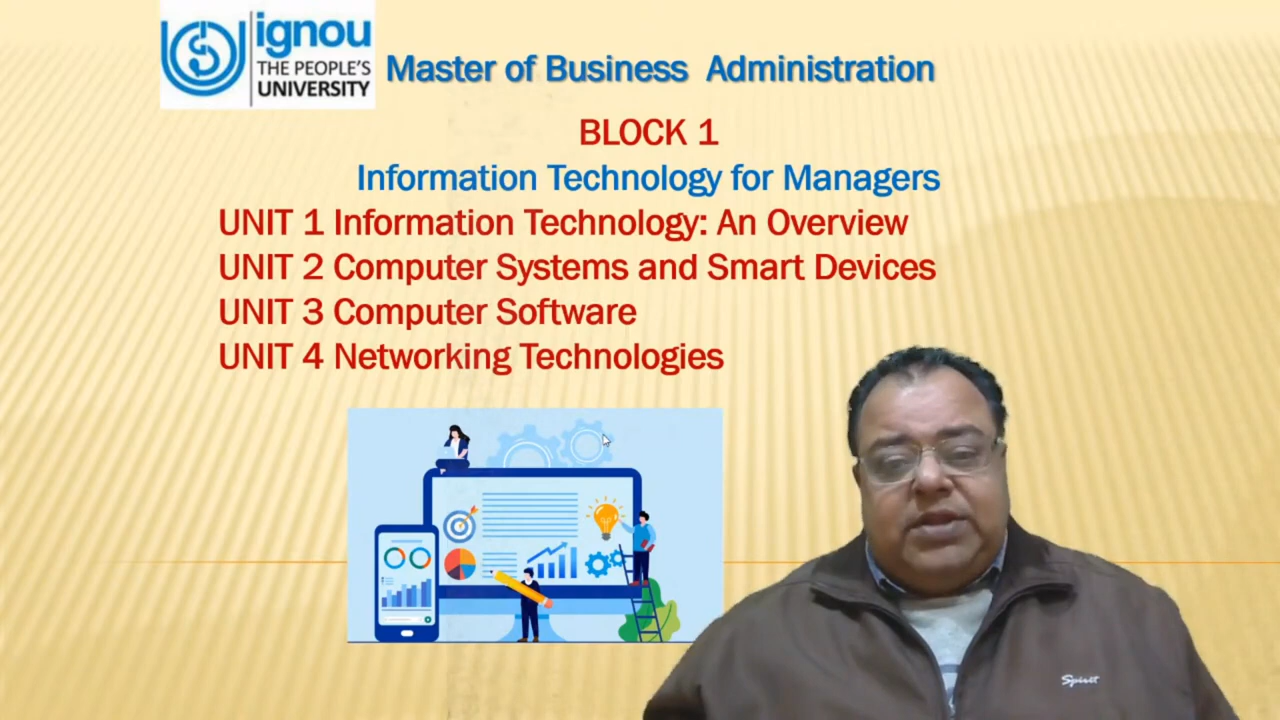 ignou
THE PEOPLE'S
UNIVERSITY
Master of Business Administration
BLOCK 1
Information Technology for Managers
UNIT 1 Information Technology: An Overview
UNIT 2 Computer Systems and Smart Devices
UNIT 3 Computer Software
UNIT 4 Networking Technologies
Spirit